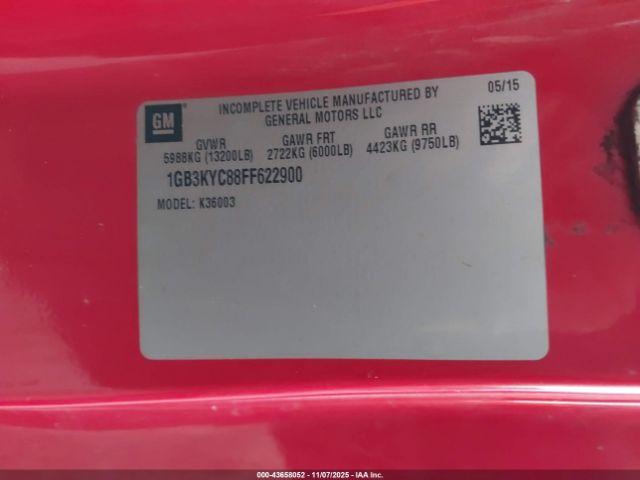 GM
INCOMPLETE VEHICLE MANUFACTURED BY
GENERAL MOTORS LLC
05/15
GVWR
5988KG (13200LB)
GAWR FRT
2722KG (6000LB)
GAWR RR
4423KG (9750LB)
1GB3KYC88FF622900
MODEL: K36003
000-43658052 - 11/07/2025 - IAA Inc.